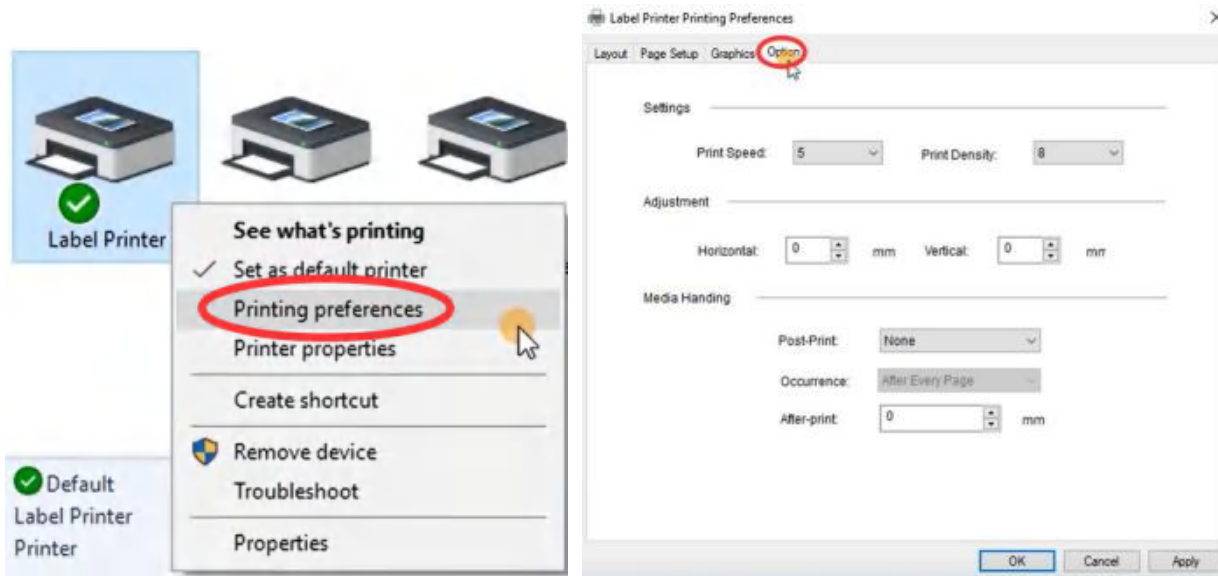 Label Printer
See what's printing
Set as default printer
Printing preferences
Printer properties
Create shortcut
Remove device
Troubleshoot
Properties
Default
Label Printer
Printer
Label Printer Printing Preferences
Layout Page Setup Graphics Option
Settings
Print Speed: 5 Print Density: 8
Adjustment
Horizontal: 0 mm Vertical: 0 mm
Media Handing
Post-Print: None
Occurrence: After Every Page
After-print: 0 mm
OK Cancel Apply